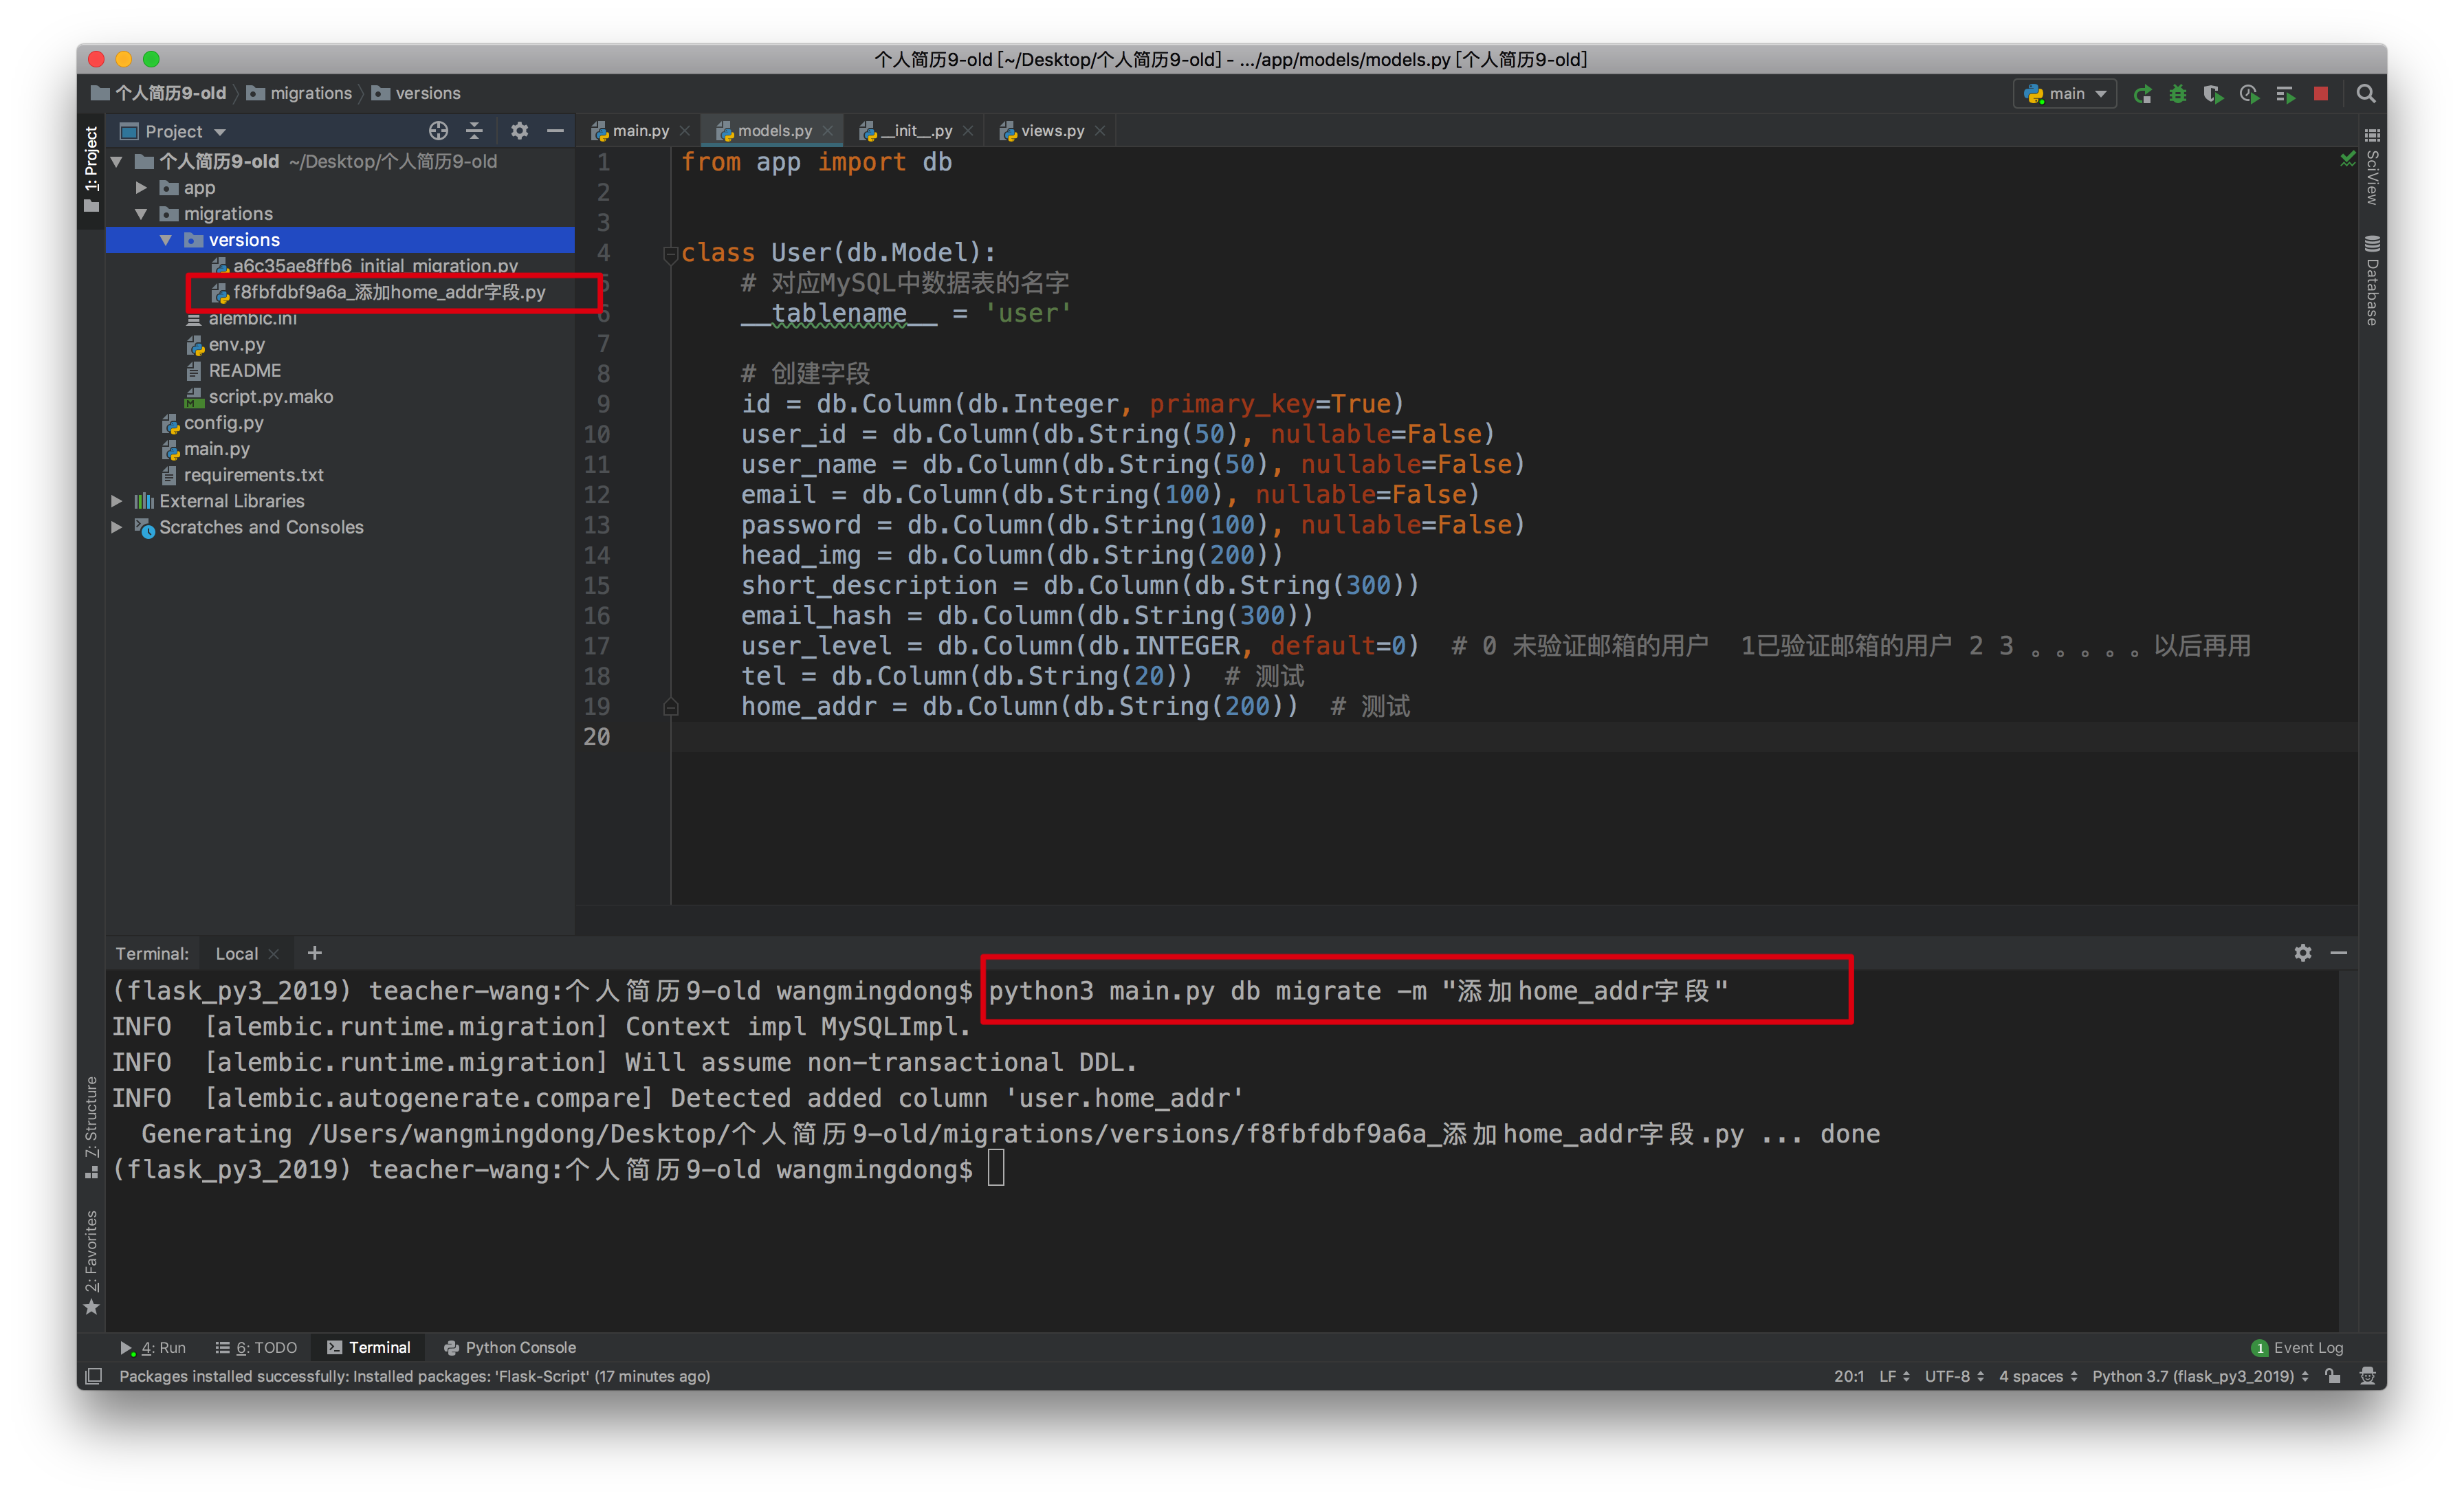 个人简历9-old [~/Desktop/个人简历9-old] - .../app/models/models.py [个人简历9-old]
个人简历9-old migrations versions
main
1: Project
Project
main.py models.py __init__.py views.py
个人简历9-old ~/Desktop/个人简历9-old
app
migrations
versions
a6c35ae8ffb6_initial_migration.py
f8fbfdbf9a6a_添加home_addr字段.py
alembic.ini
env.py
README
script.py.mako
config.py
main.py
requirements.txt
External Libraries
Scratches and Consoles
1 from app import db
2
3
4 class User(db.Model):
5 # 对应MySQL中数据表的名字
6 __tablename__ = 'user'
7
8 # 创建字段
9 id = db.Column(db.Integer, primary_key=True)
10 user_id = db.Column(db.String(50), nullable=False)
11 user_name = db.Column(db.String(50), nullable=False)
12 email = db.Column(db.String(100), nullable=False)
13 password = db.Column(db.String(100), nullable=False)
14 head_img = db.Column(db.String(200))
15 short_description = db.Column(db.String(300))
16 email_hash = db.Column(db.String(300))
17 user_level = db.Column(db.INTEGER, default=0) # 0 未验证邮箱的用户 1已验证邮箱的用户 2 3 。。。。。以后再用
18 tel = db.Column(db.String(20)) # 测试
19 home_addr = db.Column(db.String(200)) # 测试
20
SciView
Database
Terminal: Local
(flask_py3_2019) teacher-wang:个人简历9-old wangmingdong$ python3 main.py db migrate -m "添加home_addr字段"
INFO [alembic.runtime.migration] Context impl MySQLImpl.
INFO [alembic.runtime.migration] Will assume non-transactional DDL.
INFO [alembic.autogenerate.compare] Detected added column 'user.home_addr'
Generating /Users/wangmingdong/Desktop/个人简历9-old/migrations/versions/f8fbfdbf9a6a_添加home_addr字段.py ... done
(flask_py3_2019) teacher-wang:个人简历9-old wangmingdong$
7: Structure
2: Favorites
4: Run 6: TODO Terminal Python Console 1 Event Log
Packages installed successfully: Installed packages: 'Flask-Script' (17 minutes ago) 20:1 LF UTF-8 4 spaces Python 3.7 (flask_py3_2019)